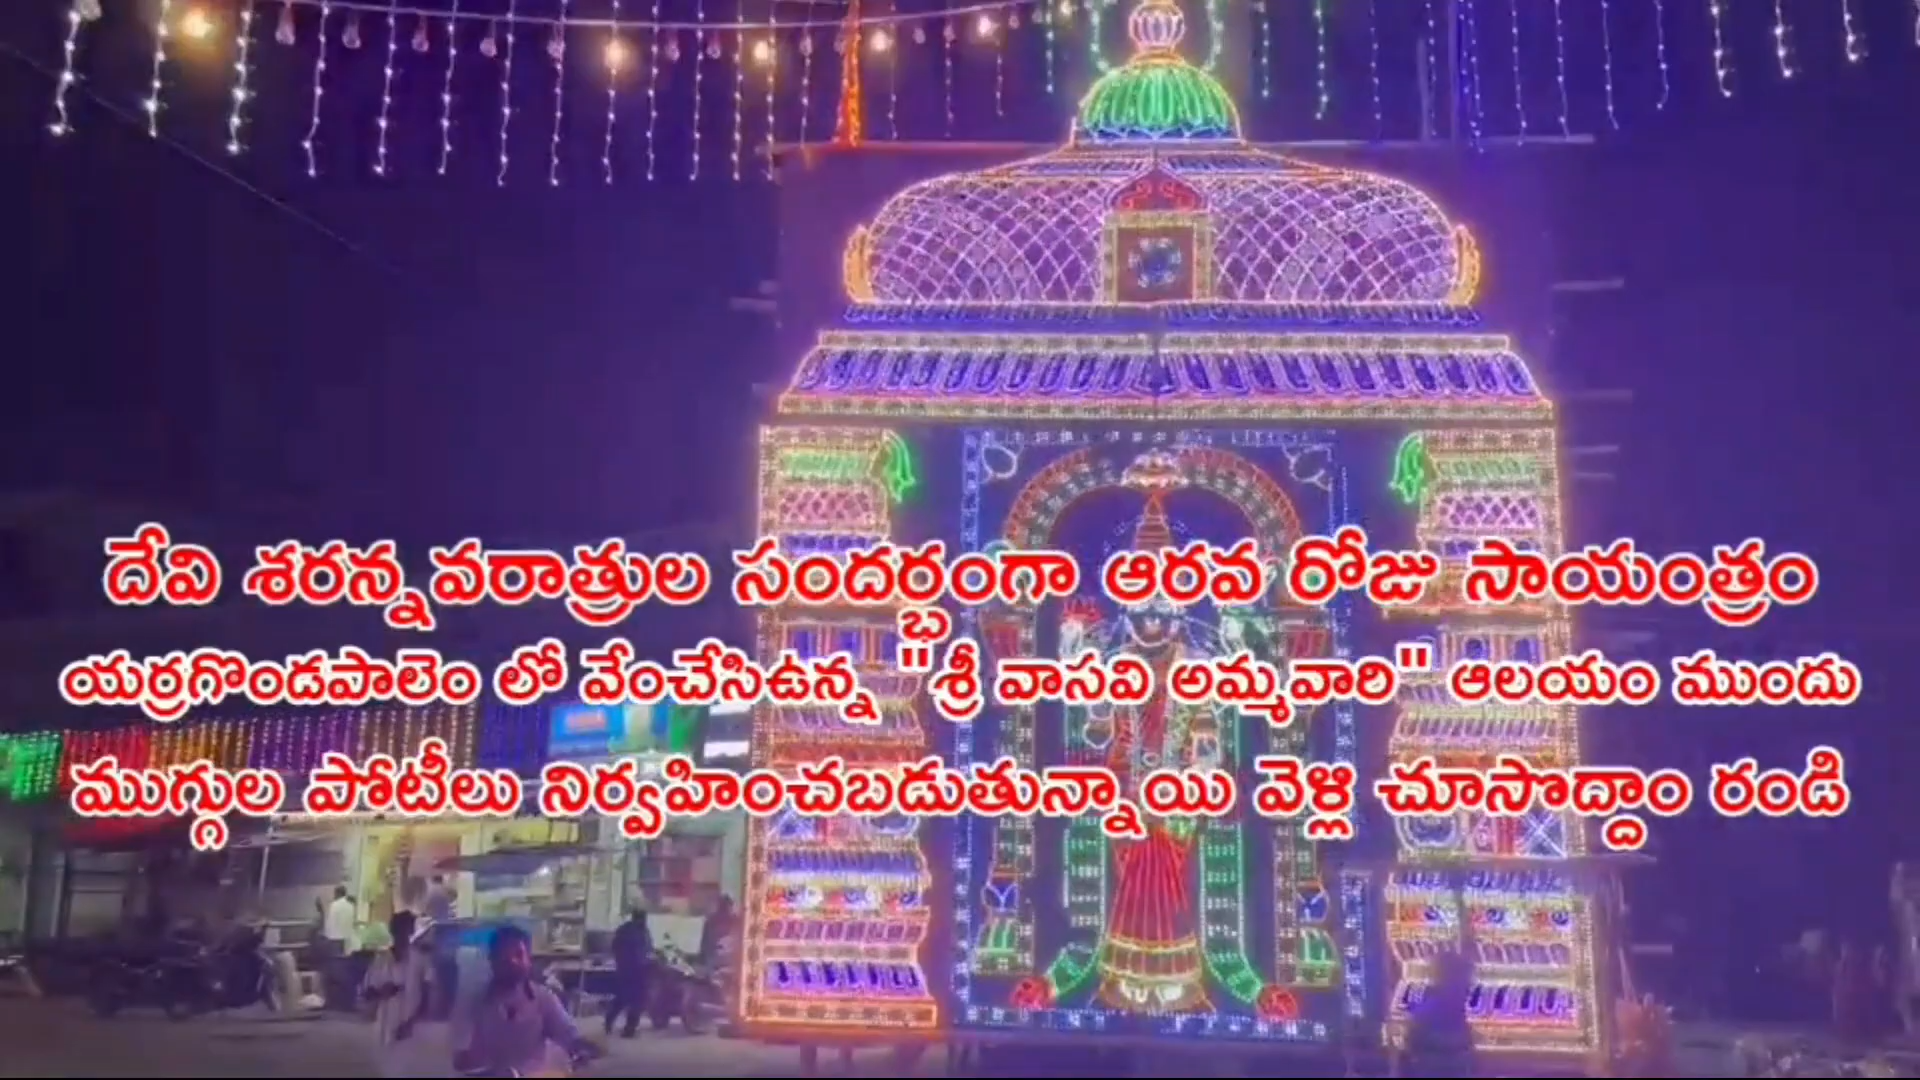 దేవి శరన్నవరాత్రుల సందర్భంగా ఆరవ రోజు సాయంత్రం
యర్రగొండపాలెం లో వేంచేసిఉన్న "శ్రీ వాసవి అమ్మవారి" ఆలయం ముందు
ముగ్గుల పోటీలు నిర్వహించబడుతున్నాయి వెళ్లి చూసొద్దాం రండి